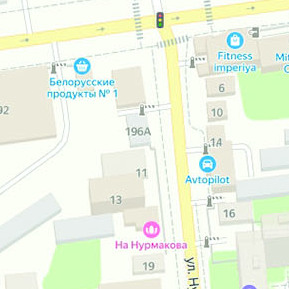 Fitness
imperiya
Белорусские
продукты № 1
6
92
10
196А
14
Avtopilot
11
13
16
На Нурмакова
19
ул.